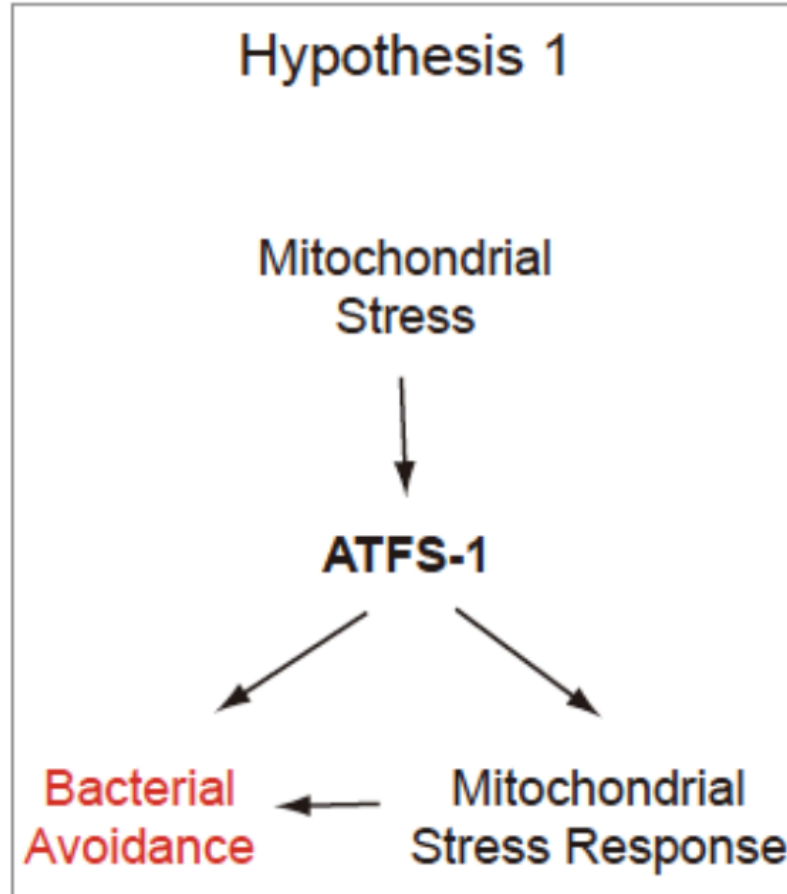 Hypothesis 1
Mitochondrial
Stress
ATFS-1
Bacterial
Avoidance
Mitochondrial
Stress Response